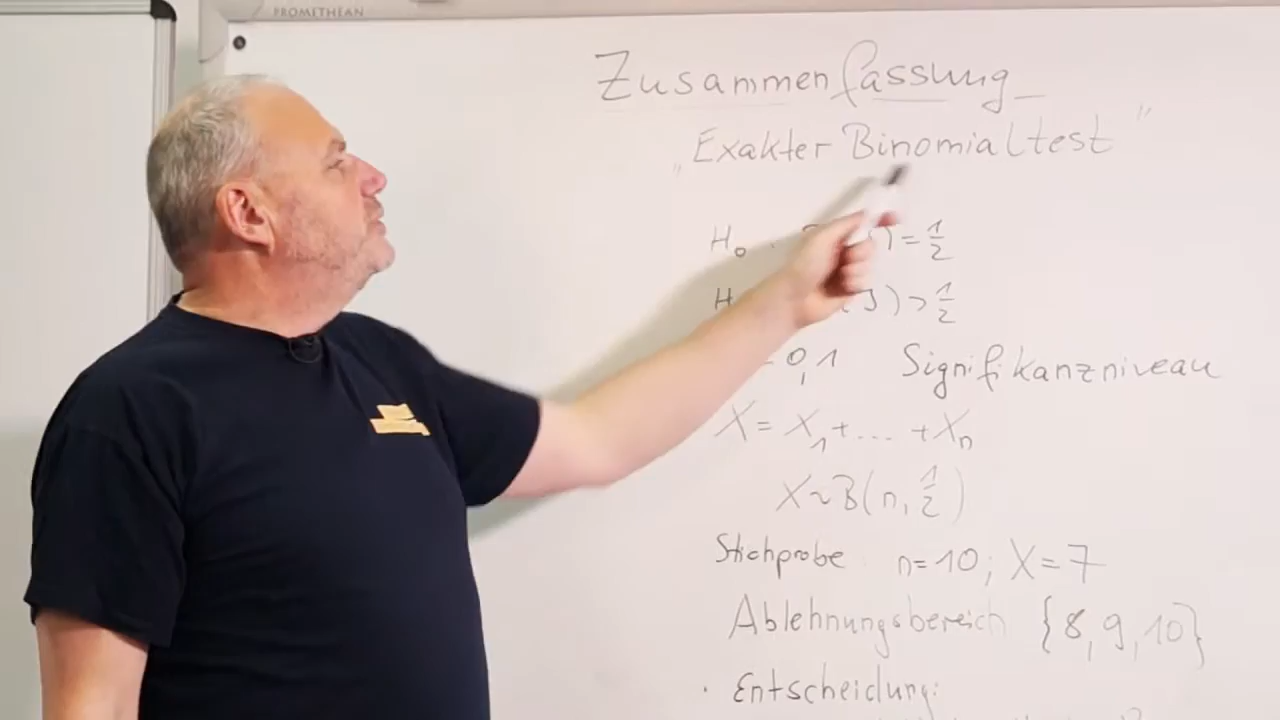 PROMETHEAN
Zusammenfassung
„Exakter Binomialtest"
H₀ : ) = 1/2
H J) > 1/2
0,1 Signifikanzniveau
X = X₁ + ... + Xₙ
X ~ B(n, 1/2)
Stichprobe n = 10; X = 7
Ablehnungsbereich {8, 9, 10}
· Entscheidung: